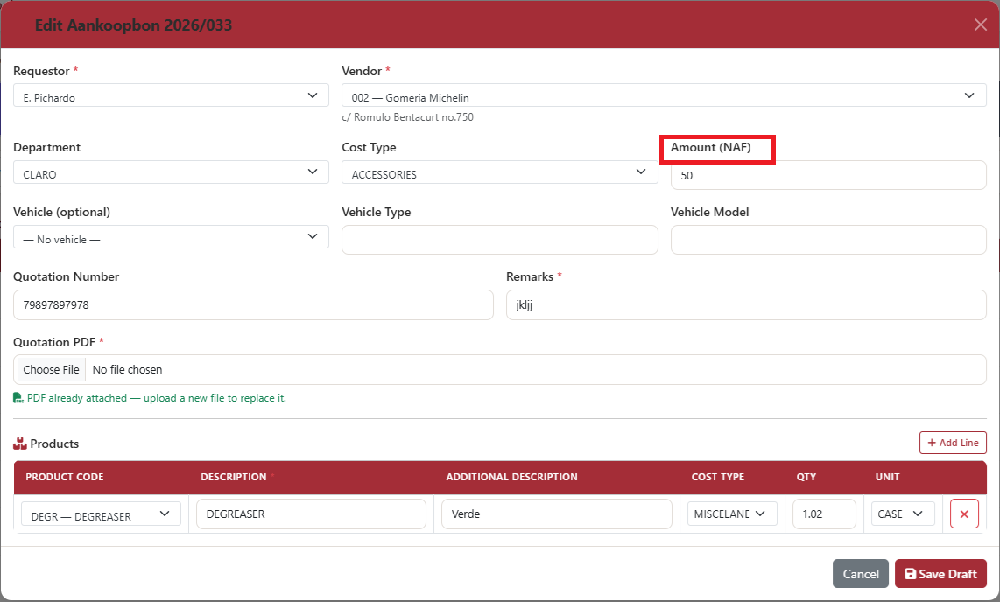 Edit Aankoopbon 2026/033
Requestor *
Vendor *
E. Pichardo
002 — Gomeria Michelin
c/ Romulo Bentacurt no.750
Department
Cost Type
Amount (NAF)
CLARO
ACCESSORIES
50
Vehicle (optional)
Vehicle Type
Vehicle Model
— No vehicle —
Quotation Number
Remarks *
79897897978
jkljj
Quotation PDF *
Choose File No file chosen
PDF already attached — upload a new file to replace it.
Products
+ Add Line
PRODUCT CODE DESCRIPTION * ADDITIONAL DESCRIPTION COST TYPE QTY UNIT
DEGR — DEGREASER DEGREASER Verde MISCELANE 1.02 CASE
Cancel Save Draft